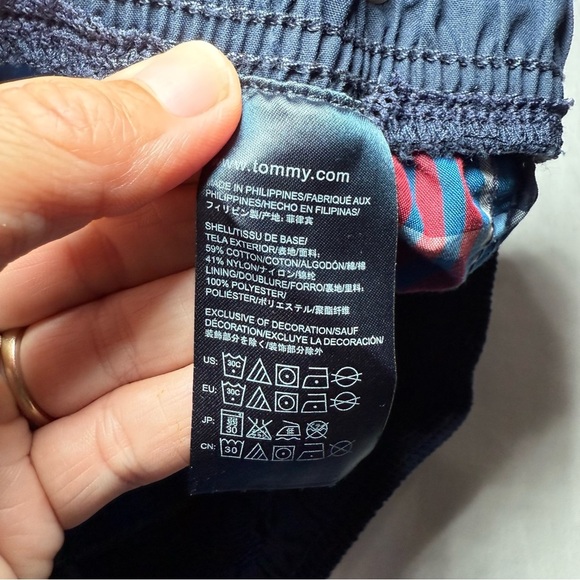 www.tommy.com
MADE IN PHILIPPINES/FABRIQUÉ AUX
PHILIPPINES/HECHO EN FILIPINAS/
フィリピン製/产地: 菲律宾
SHELL/TISSU DE BASE/
TELA EXTERIOR/表地/面料:
59% COTTON/COTON/ALGODÓN/綿/棉
41% NYLON/ナイロン/锦纶
LINING/DOUBLURE/FORRO/裏地/里料:
100% POLYESTER/
POLIÉSTER/ポリエステル/聚酯纤维
EXCLUSIVE OF DECORATION/SAUF
DÉCORATION/EXCLUYE LA DECORACIÓN/
装飾部分を除く/装饰部分除外
US: 30C
EU: 30C
JP: 30
CN: 30